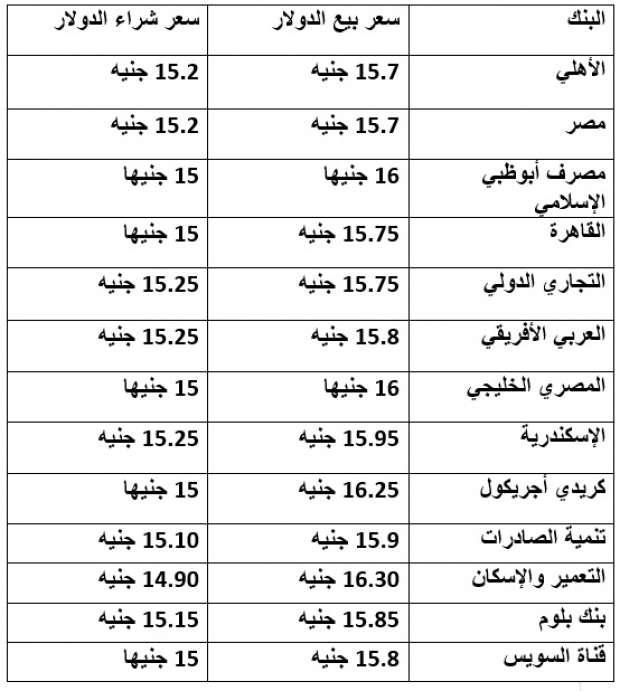 البنك سعر بيع الدولار سعر شراء الدولار
الأهلي 15.7 جنيه 15.2 جنيه
مصر 15.7 جنيه 15.2 جنيه
مصرف أبوظبي 16 جنيها 15 جنيها
الإسلامي
القاهرة 15.75 جنيه 15 جنيها
التجاري الدولي 15.75 جنيه 15.25 جنيه
العربي الأفريقي 15.8 جنيه 15.25 جنيه
المصري الخليجي 16 جنيها 15 جنيها
الإسكندرية 15.95 جنيه 15.25 جنيه
كريدي أجريكول 16.25 جنيه 15 جنيها
تنمية الصادرات 15.9 جنيه 15.10 جنيه
التعمير والإسكان 16.30 جنيه 14.90 جنيه
بنك بلوم 15.85 جنيه 15.15 جنيه
قناة السويس 15.8 جنيه 15 جنيها